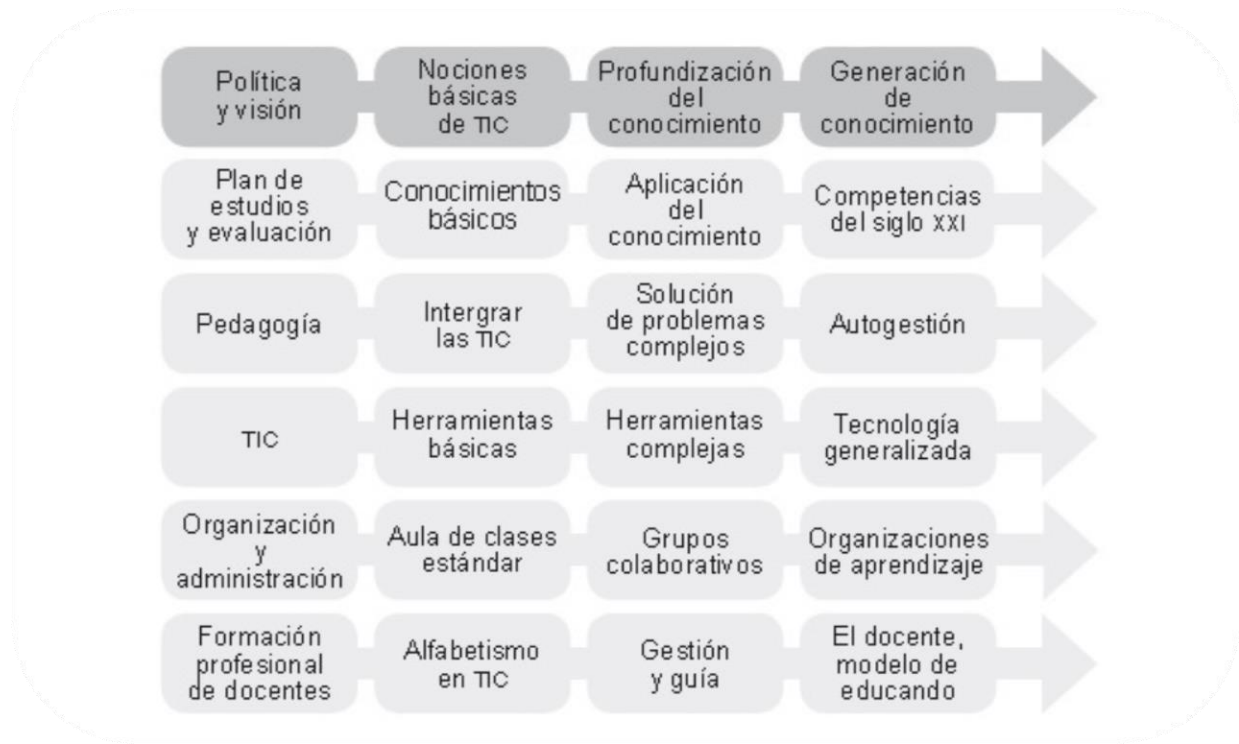 Política
y visión
Nociones
básicas
de TIC
Profundización
del
conocimiento
Generación
de
conocimiento
Plan de
estudios
y evaluación
Conocimientos
básicos
Aplicación
del
conocimiento
Competencias
del siglo XXI
Pedagogía
Intergrar
las TIC
Solución
de problemas
complejos
Autogestión
TIC
Herramientas
básicas
Herramientas
complejas
Tecnología
generalizada
Organización
y
administración
Aula de clases
estándar
Grupos
colaborativos
Organizaciones
de aprendizaje
Formación
profesional
de docentes
Alfabetismo
en TIC
Gestión
y guía
El docente,
modelo de
educando